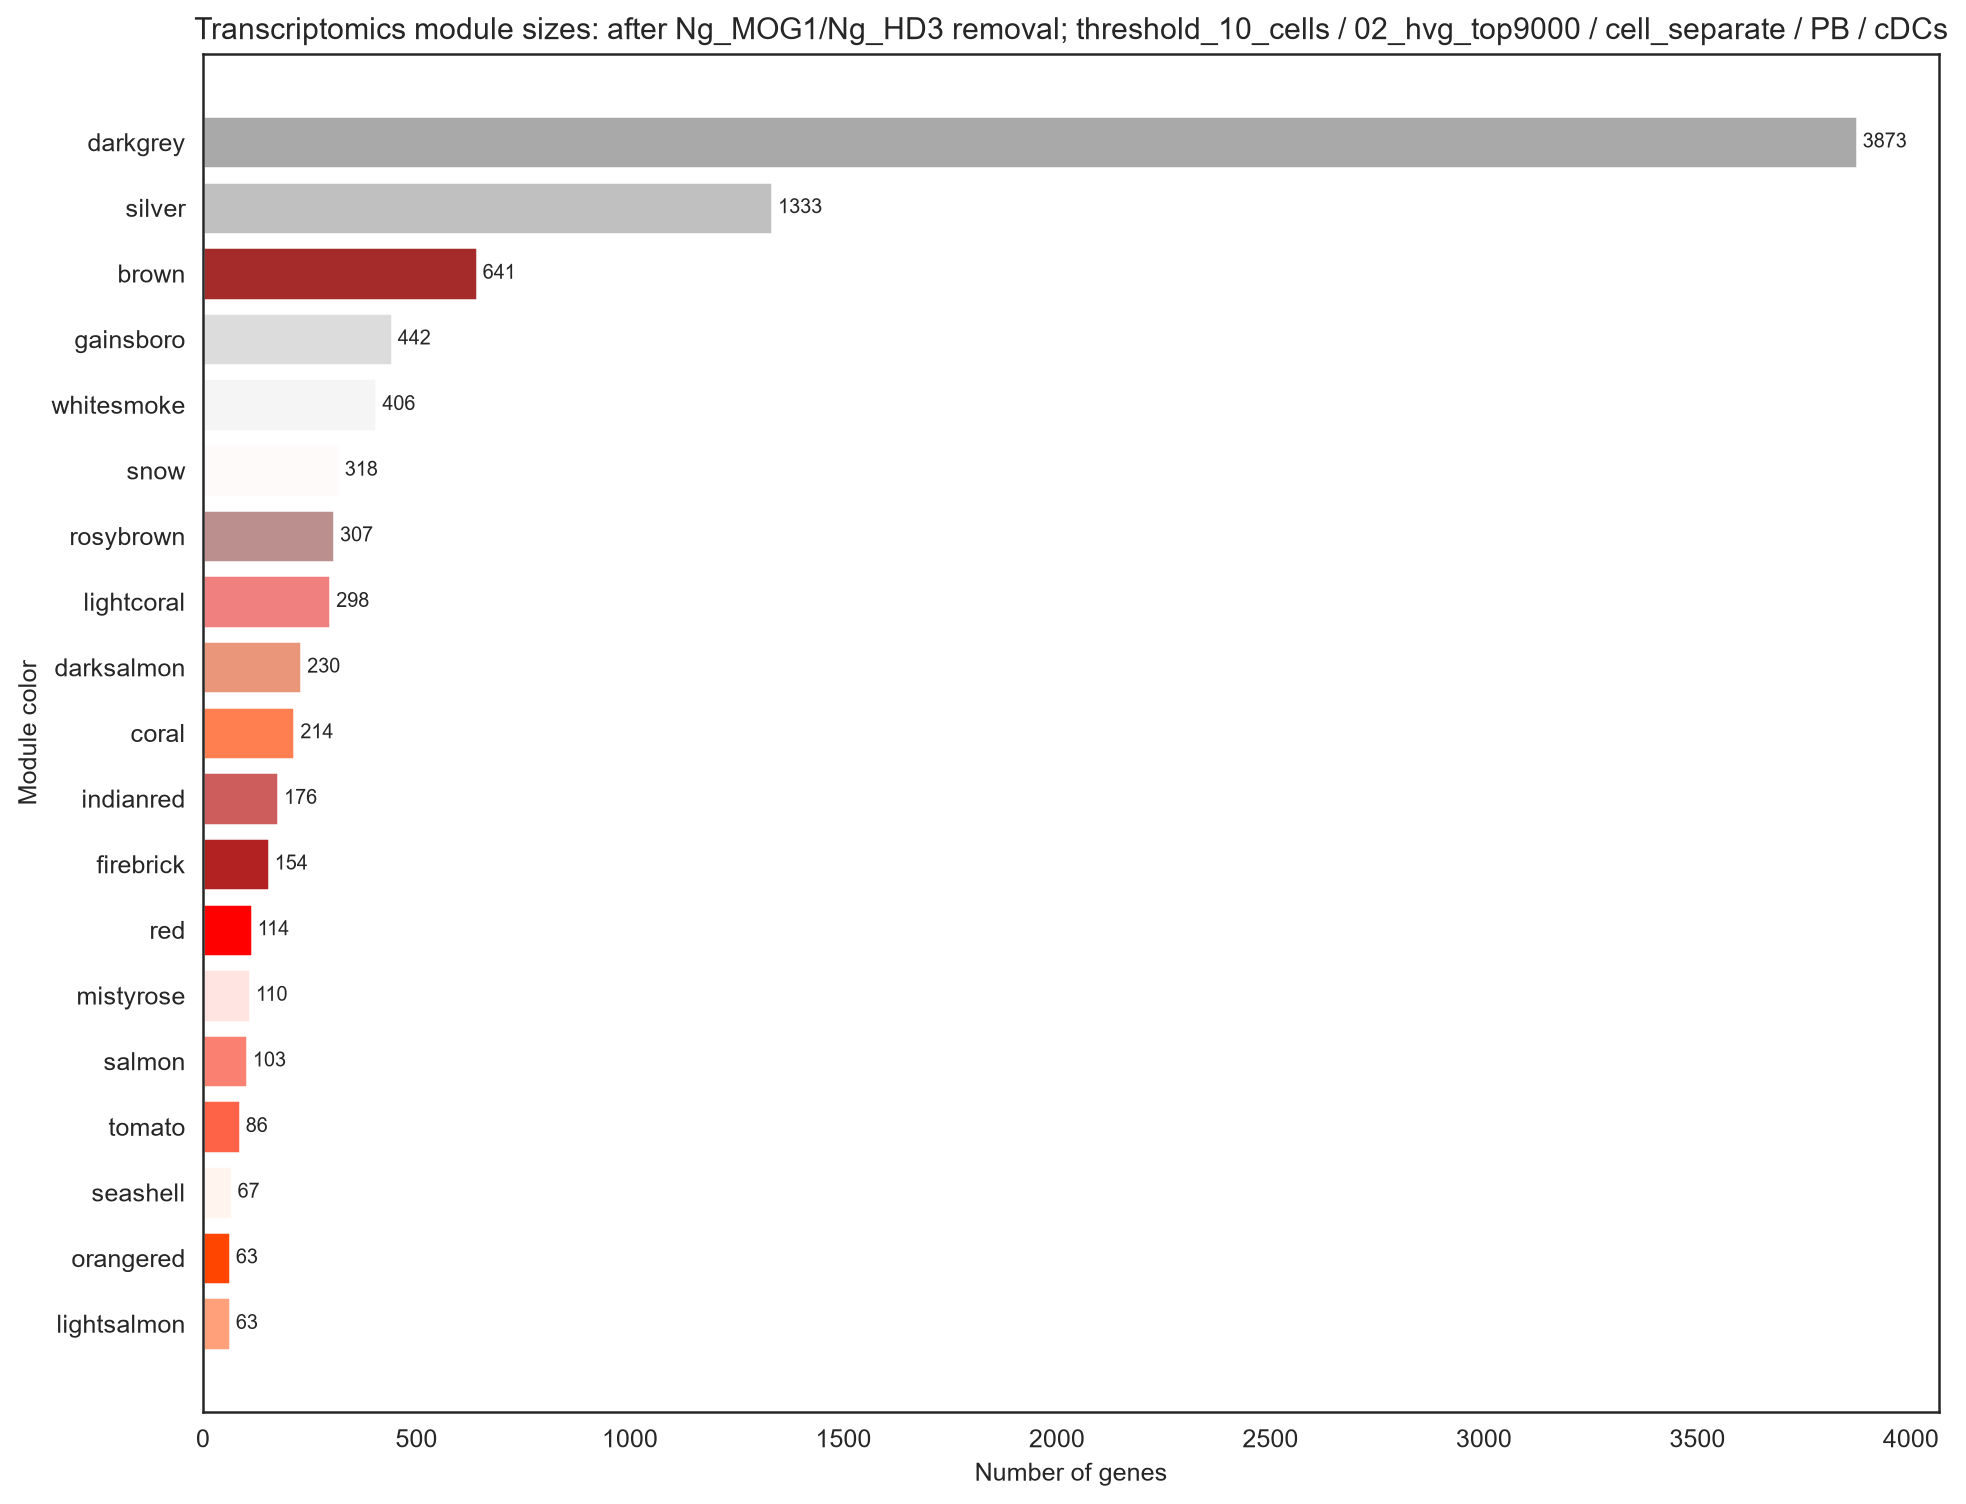 Transcriptomics module sizes: after Ng_MOG1/Ng_HD3 removal; threshold_10_cells / 02_hvg_top9000 / cell_separate / PB / cDCs
darkgrey 3873
silver 1333
brown 641
gainsboro 442
whitesmoke 406
snow 318
rosybrown 307
lightcoral 298
darksalmon 230
coral 214
indianred 176
firebrick 154
red 114
mistyrose 110
salmon 103
tomato 86
seashell 67
orangered 63
lightsalmon 63
Module color
0 500 1000 1500 2000 2500 3000 3500 4000
Number of genes